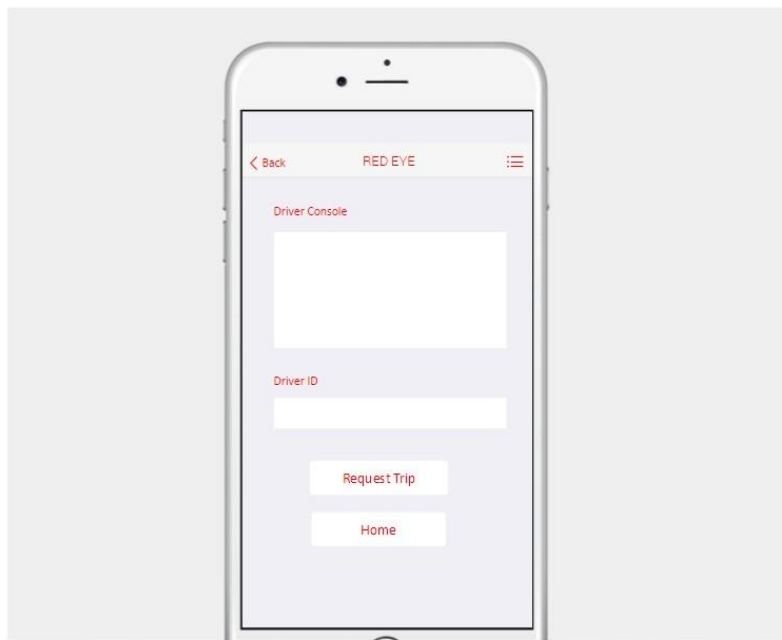 Back
RED EYE
Driver Console
Driver ID
Request Trip
Home